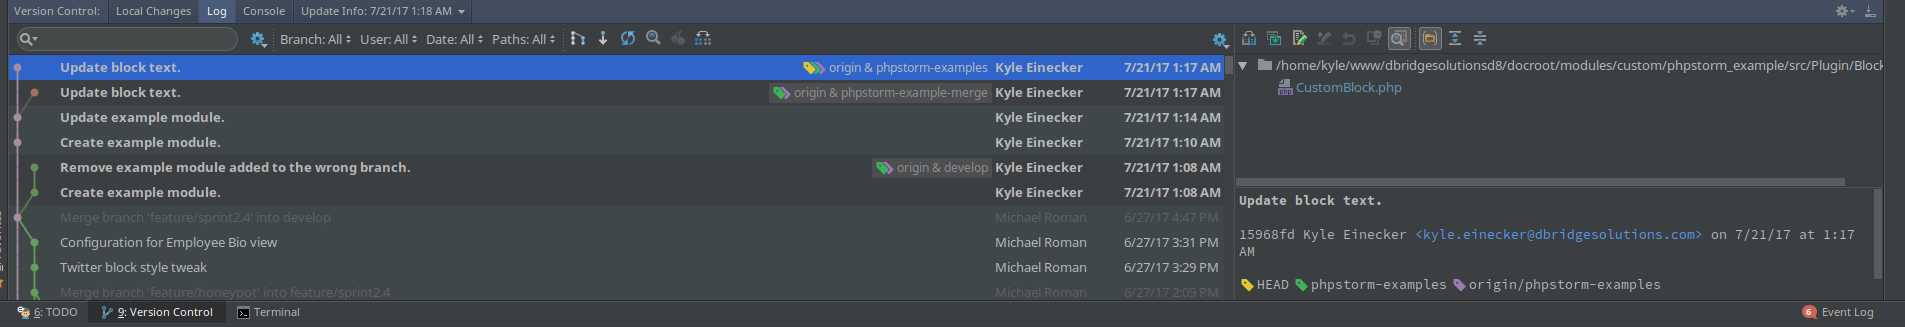 Version Control: Local Changes Log Console Update Info: 7/21/17 1:18 AM
Branch: All User: All Date: All Paths: All
Update block text. origin & phpstorm-examples Kyle Einecker 7/21/17 1:17 AM
Update block text. origin & phpstorm-example-merge Kyle Einecker 7/21/17 1:17 AM
Update example module. Kyle Einecker 7/21/17 1:14 AM
Create example module. Kyle Einecker 7/21/17 1:10 AM
Remove example module added to the wrong branch. origin & develop Kyle Einecker 7/21/17 1:08 AM
Create example module. Kyle Einecker 7/21/17 1:08 AM
Merge branch 'feature/sprint2.4' into develop Michael Roman 6/27/17 4:47 PM
Configuration for Employee Bio view Michael Roman 6/27/17 3:31 PM
Twitter block style tweak Michael Roman 6/27/17 3:29 PM
Merge branch 'feature/honeypot' into feature/sprint2.4 Michael Roman 6/27/17 2:09 PM
/home/kyle/www/dbridgesolutionsd8/docroot/modules/custom/phpstorm_example/src/Plugin/Block
php CustomBlock.php
Update block text.
15968fd Kyle Einecker <kyle.einecker@dbridgesolutions.com> on 7/21/17 at 1:17
AM
HEAD phpstorm-examples origin/phpstorm-examples
6: TODO 9: Version Control Terminal 6 Event Log